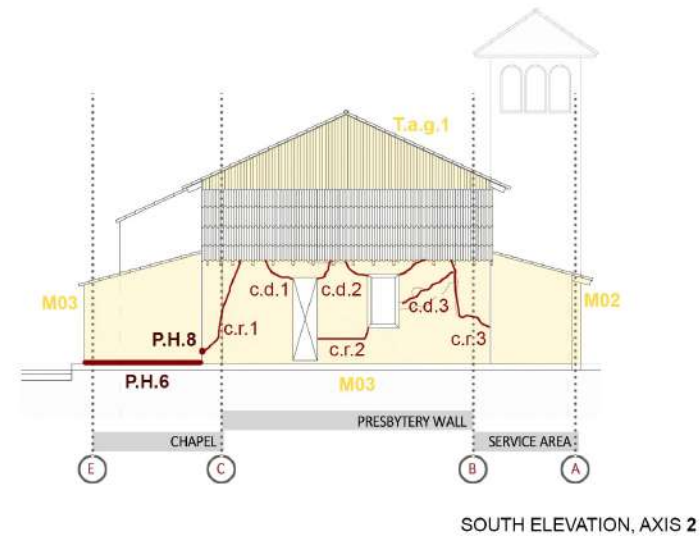 T.a.g.1
M03
M02
c.d.1
c.d.2
c.d.3
c.r.1
P.H.8
c.r.2
c.r.3
P.H.6
M03
PRESBYTERY WALL
CHAPEL
SERVICE AREA
E
C
B
A
SOUTH ELEVATION, AXIS 2